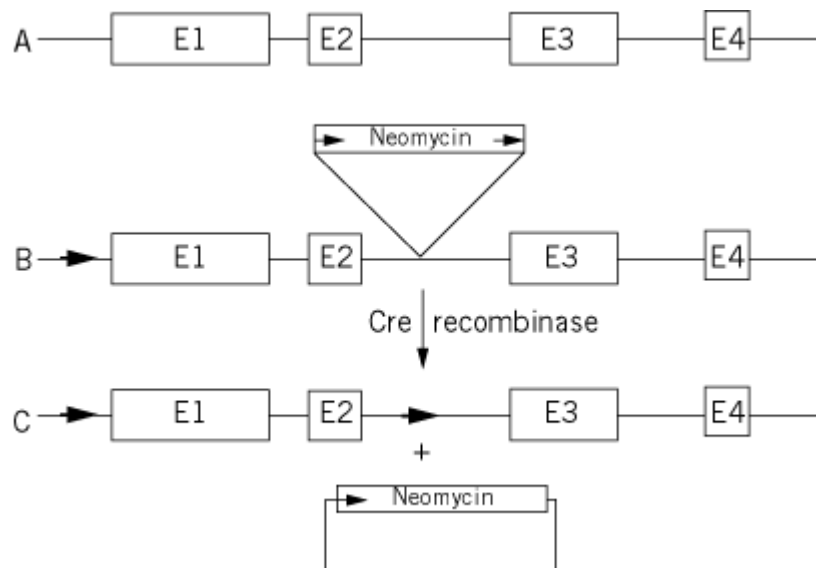 A E1 E2 E3 E4
Neomycin
B E1 E2 E3 E4
Cre recombinase
C E1 E2 E3 E4
+
Neomycin